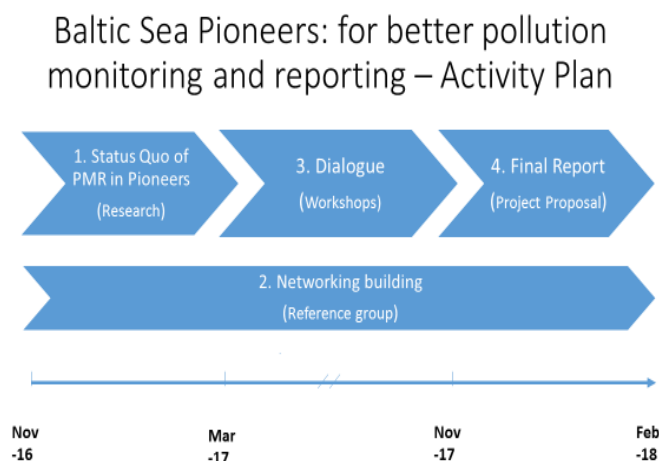 Baltic Sea Pioneers: for better pollution
monitoring and reporting – Activity Plan
1. Status Quo of
PMR in Pioneers
(Research)
3. Dialogue
(Workshops)
4. Final Report
(Project Proposal)
2. Networking building
(Reference group)
Nov
-16
Mar
-17
Nov
-17
Feb
-18